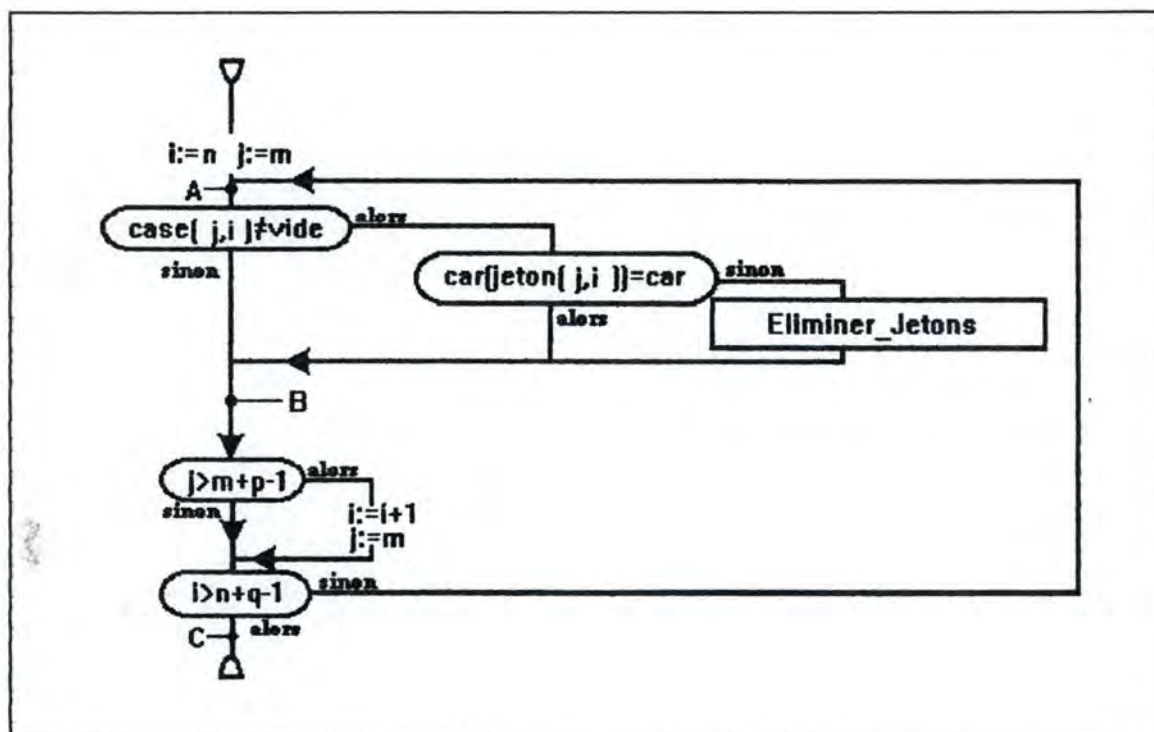 i:=n j:=m
A
case( j,i )≠vide
alors
sinon
car(jeton( j,i ))=car
sinon
alors
Eliminer_Jetons
B
j>m+p-1
alors
sinon
i:=i+1
j:=m
i>n+q-1
sinon
C
alors